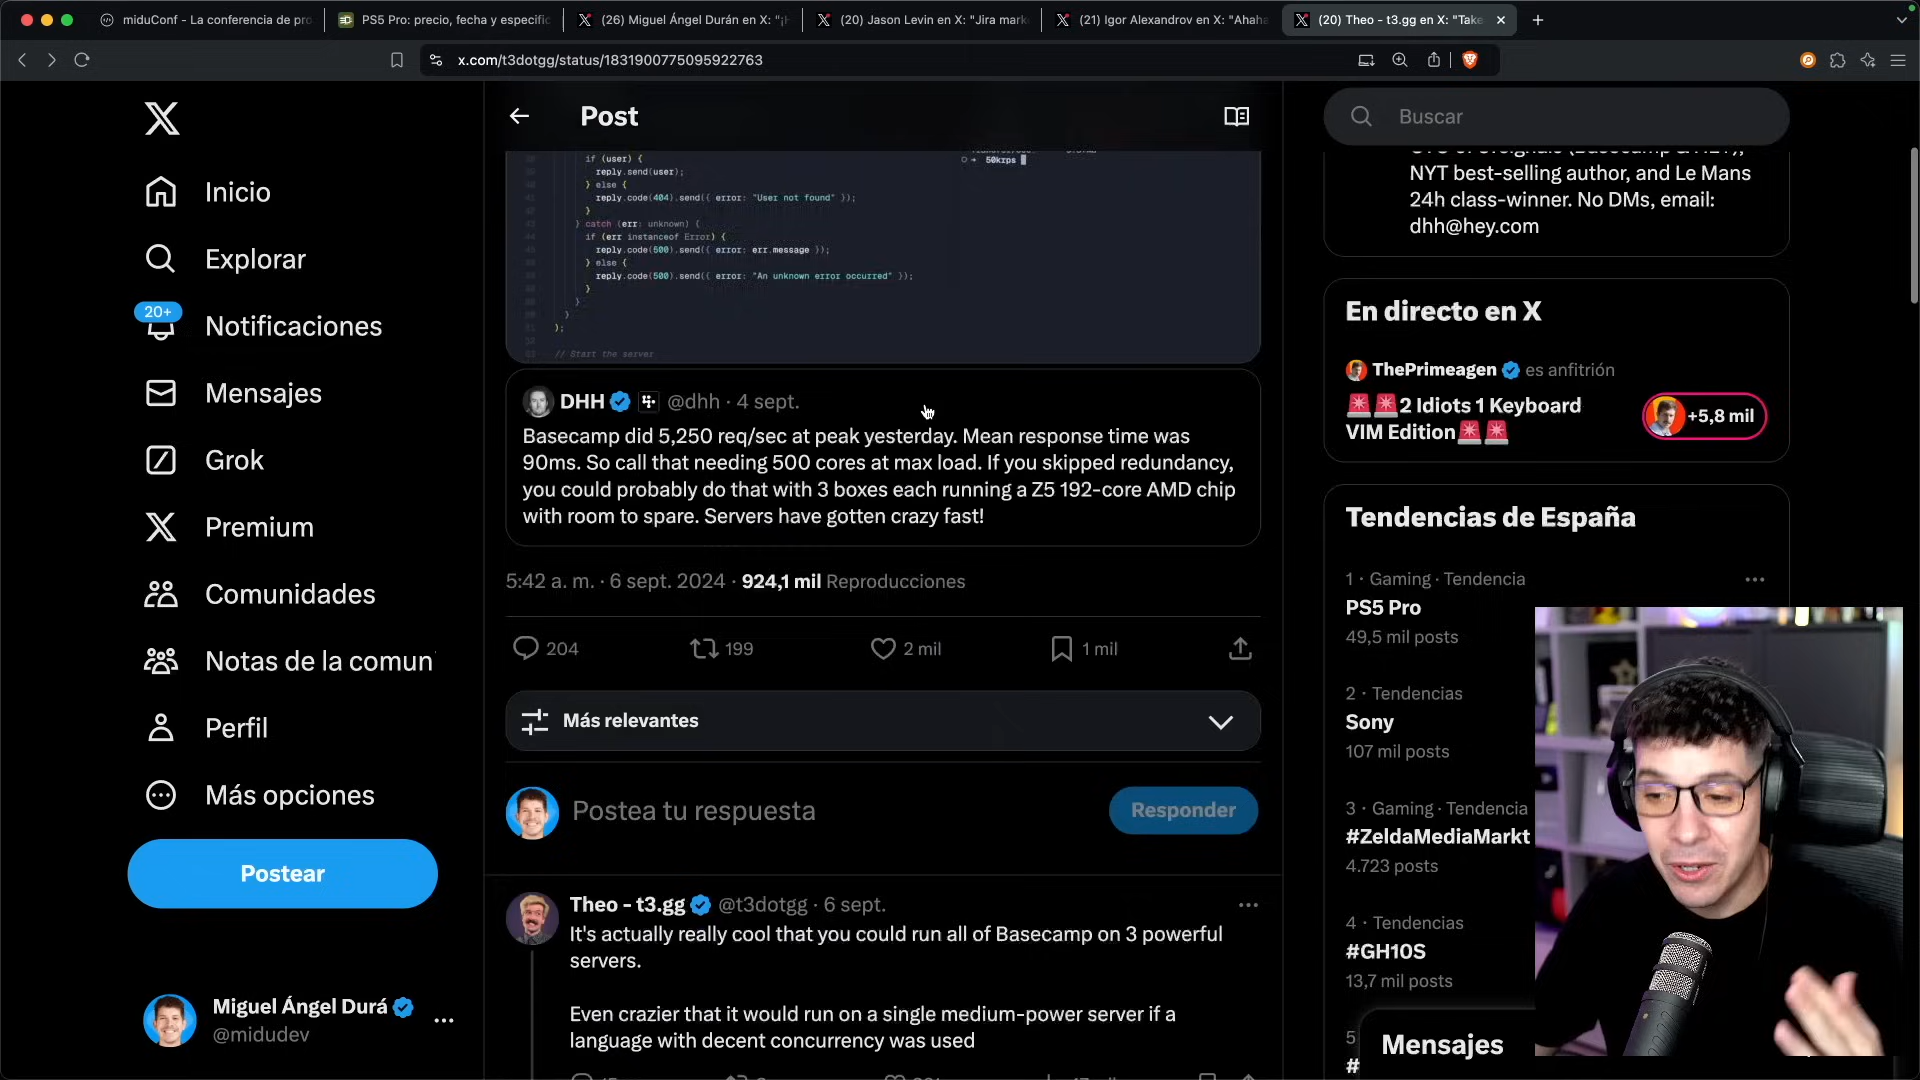 miduConf - La conferencia de pro
PS5 Pro: precio, fecha y especific
(26) Miguel Ángel Durán en X: "¡H
(20) Jason Levin en X: "Jira mark
(21) Igor Alexandrov en X: "Ahaha
(20) Theo - t3.gg en X: "Take
x.com/t3dotgg/status/1831900775095922763
Inicio
Explorar
20+
Notificaciones
Mensajes
Grok
Premium
Comunidades
Notas de la comun
Perfil
Más opciones
Postear
Miguel Ángel Durá
@midudev
Post
if (user) {
reply.send(user);
} else {
reply.code(404).send({ error: "User not found" });
}
} catch (err: unknown) {
if (err instanceof Error) {
reply.code(500).send({ error: err.message });
} else {
reply.code(500).send({ error: "An unknown error occurred" });
}
}
}
);
// Start the server
50krps
DHH @dhh · 4 sept.
Basecamp did 5,250 req/sec at peak yesterday. Mean response time was
90ms. So call that needing 500 cores at max load. If you skipped redundancy,
you could probably do that with 3 boxes each running a Z5 192-core AMD chip
with room to spare. Servers have gotten crazy fast!
5:42 a. m. · 6 sept. 2024 · 924,1 mil Reproducciones
204
199
2 mil
1 mil
Más relevantes
Postea tu respuesta
Responder
Theo - t3.gg @t3dotgg · 6 sept.
It's actually really cool that you could run all of Basecamp on 3 powerful
servers.
Even crazier that it would run on a single medium-power server if a
language with decent concurrency was used
Buscar
NYT best-selling author, and Le Mans
24h class-winner. No DMs, email:
dhh@hey.com
En directo en X
ThePrimeagen es anfitrión
2 Idiots 1 Keyboard
VIM Edition
+5,8 mil
Tendencias de España
1 · Gaming · Tendencia
PS5 Pro
49,5 mil posts
2 · Tendencias
Sony
107 mil posts
3 · Gaming · Tendencia
#ZeldaMediaMarkt
4.723 posts
4 · Tendencias
#GH10S
13,7 mil posts
5
#
Mensajes